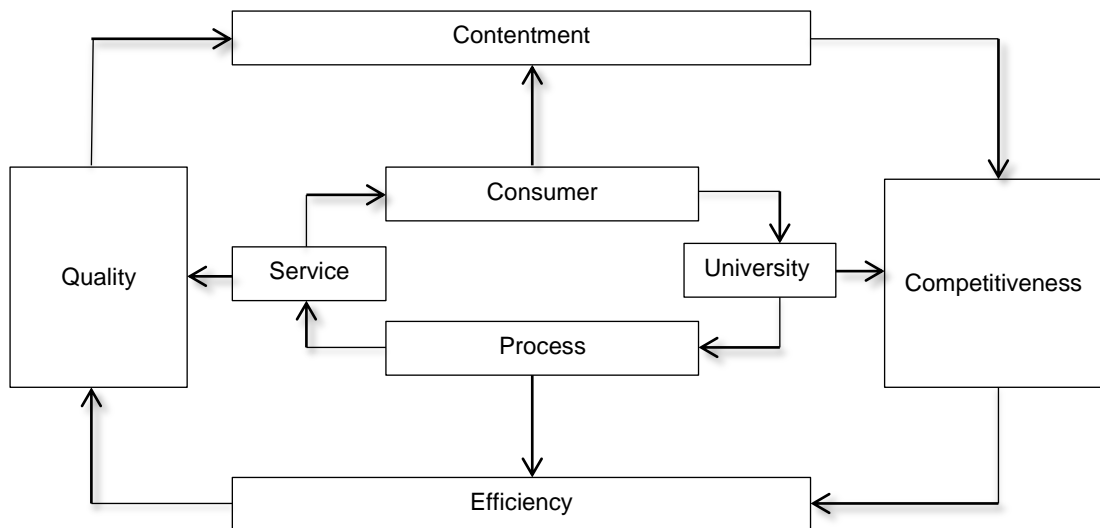 Contentment
Consumer
Quality
Service
University
Competitiveness
Process
Efficiency